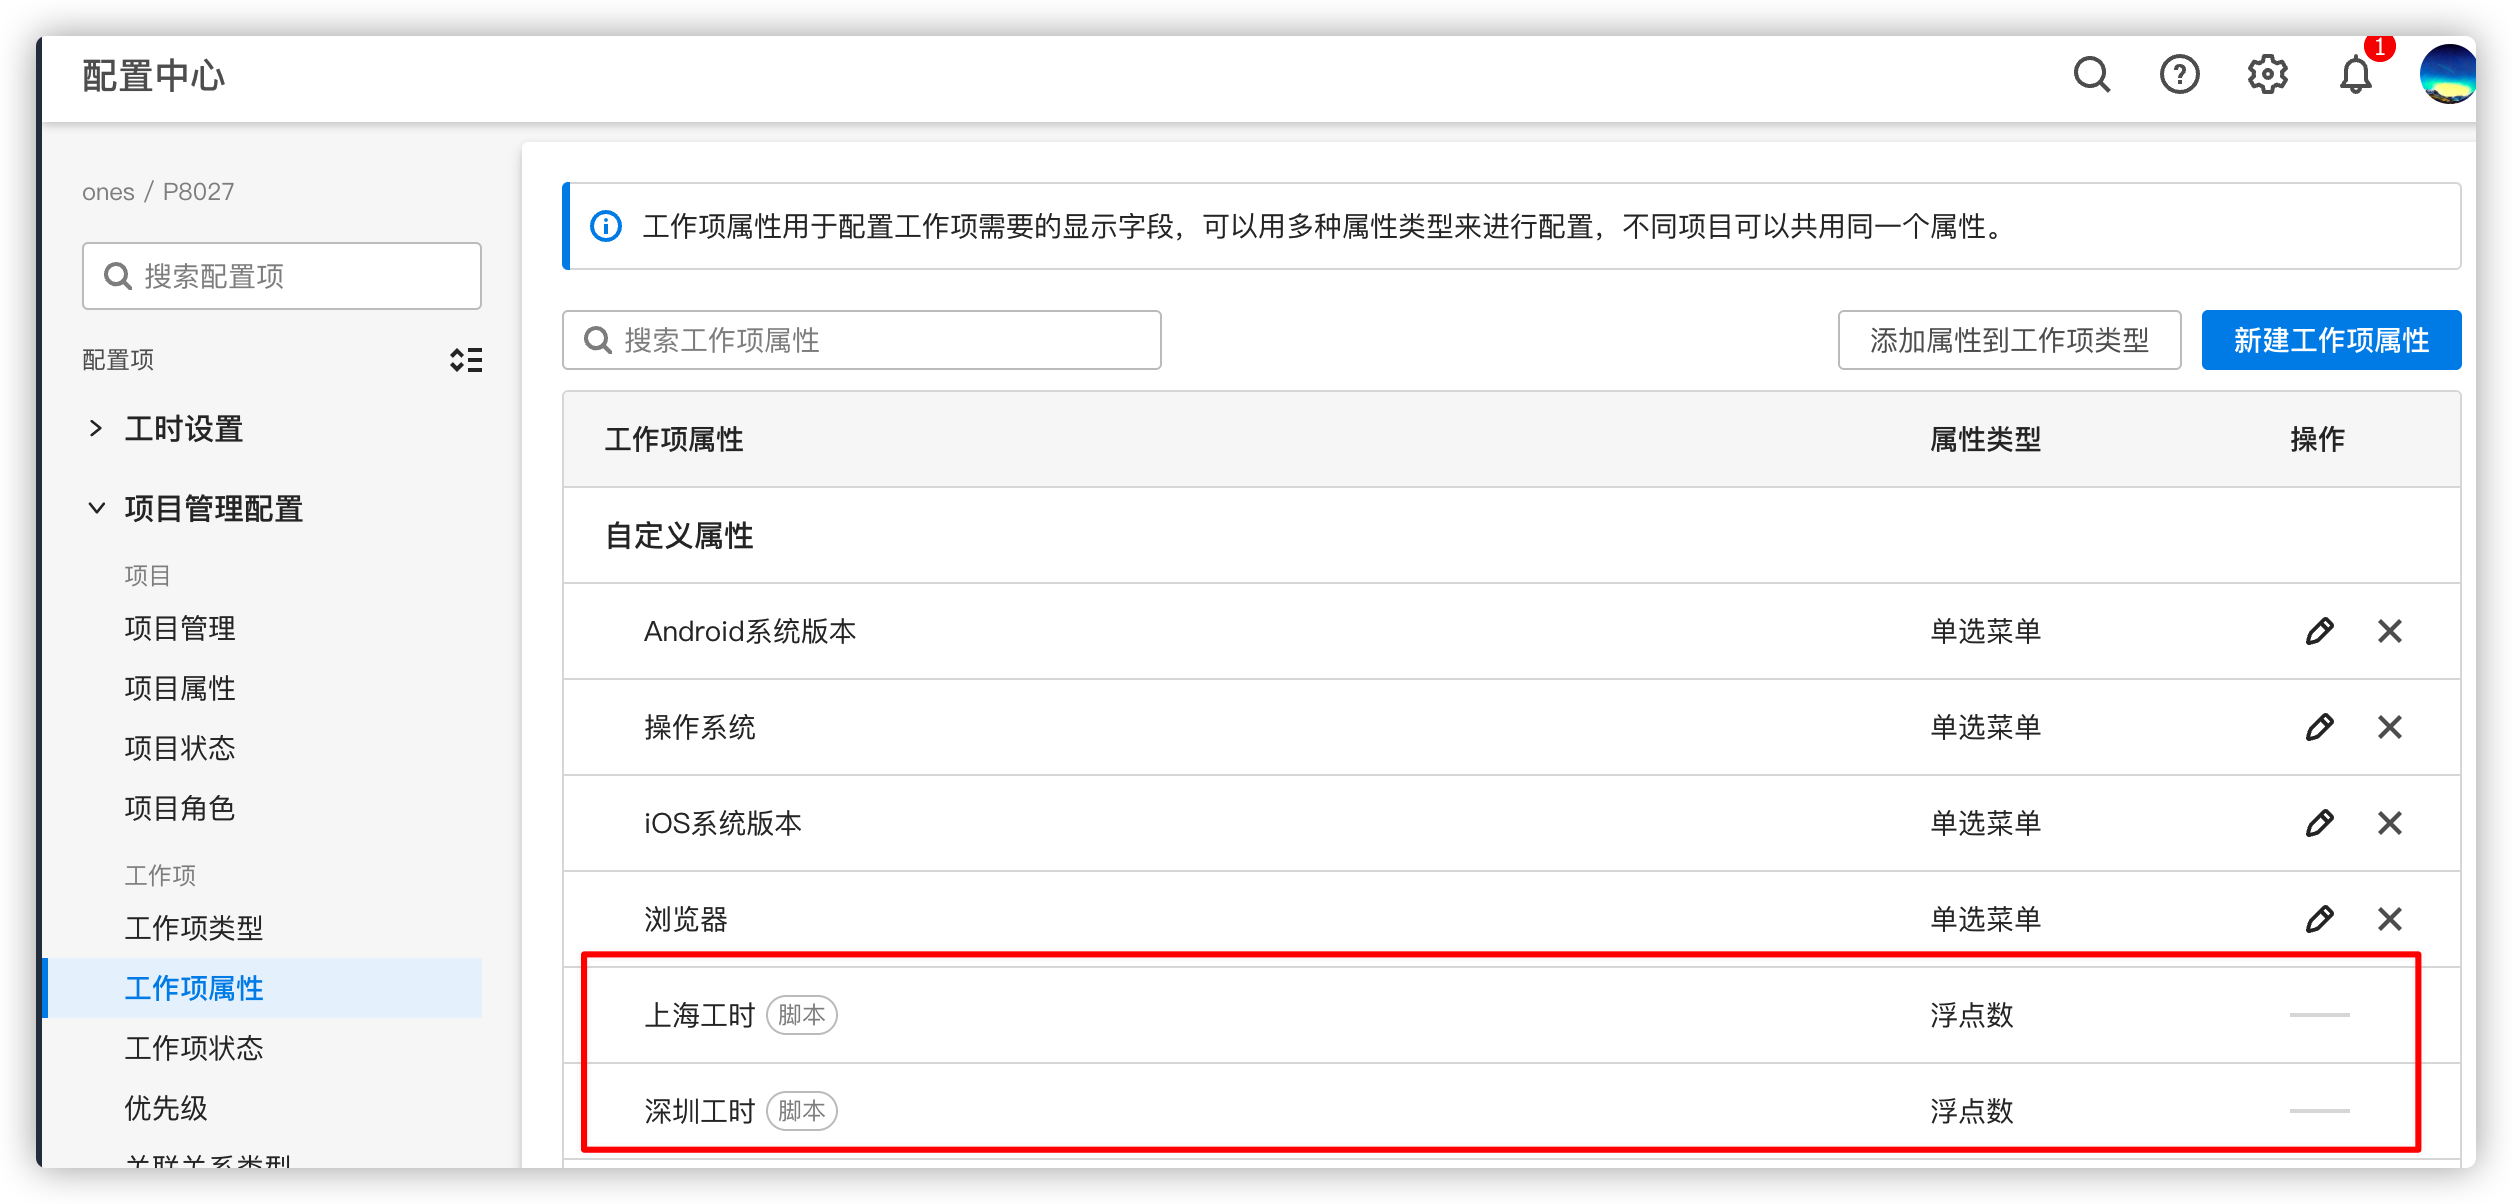 配置中心
1
ones / P8027
搜索配置项
配置项
工时设置
项目管理配置
项目
项目管理
项目属性
项目状态
项目角色
工作项
工作项类型
工作项属性
工作项状态
优先级
关联关系类型
工作项属性用于配置工作项需要的显示字段，可以用多种属性类型来进行配置，不同项目可以共用同一个属性。
搜索工作项属性
添加属性到工作项类型
新建工作项属性
工作项属性 属性类型 操作
自定义属性
Android系统版本 单选菜单
操作系统 单选菜单
iOS系统版本 单选菜单
浏览器 单选菜单
上海工时 脚本 浮点数
深圳工时 脚本 浮点数